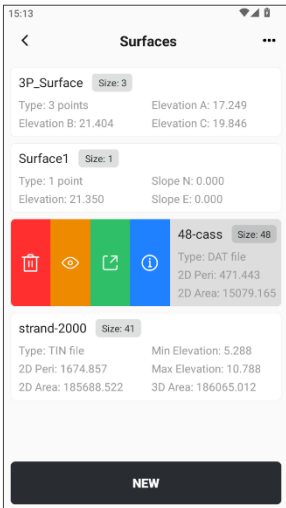 15:13
Surfaces
3P_Surface Size: 3
Type: 3 points Elevation A: 17.249
Elevation B: 21.404 Elevation C: 19.846
Surface1 Size: 1
Type: 1 point Slope N: 0.000
Elevation: 21.350 Slope E: 0.000
48-cass Size: 48
Type: DAT file
2D Peri: 471.443
2D Area: 15079.165
strand-2000 Size: 41
Type: TIN file Min Elevation: 5.288
2D Peri: 1674.857 Max Elevation: 10.788
2D Area: 185688.522 3D Area: 186065.012
NEW